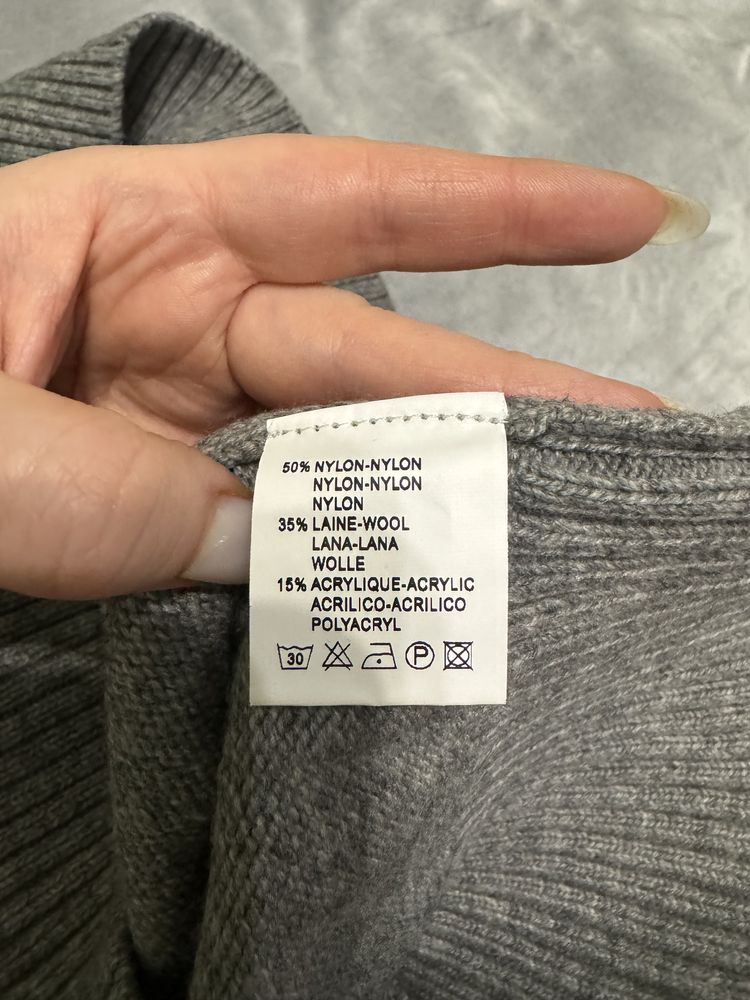 50% NYLON-NYLON
NYLON-NYLON
NYLON
35% LAINE-WOOL
LANA-LANA
WOLLE
15% ACRYLIQUE-ACRYLIC
ACRILICO-ACRILICO
POLYACRYL
30 P